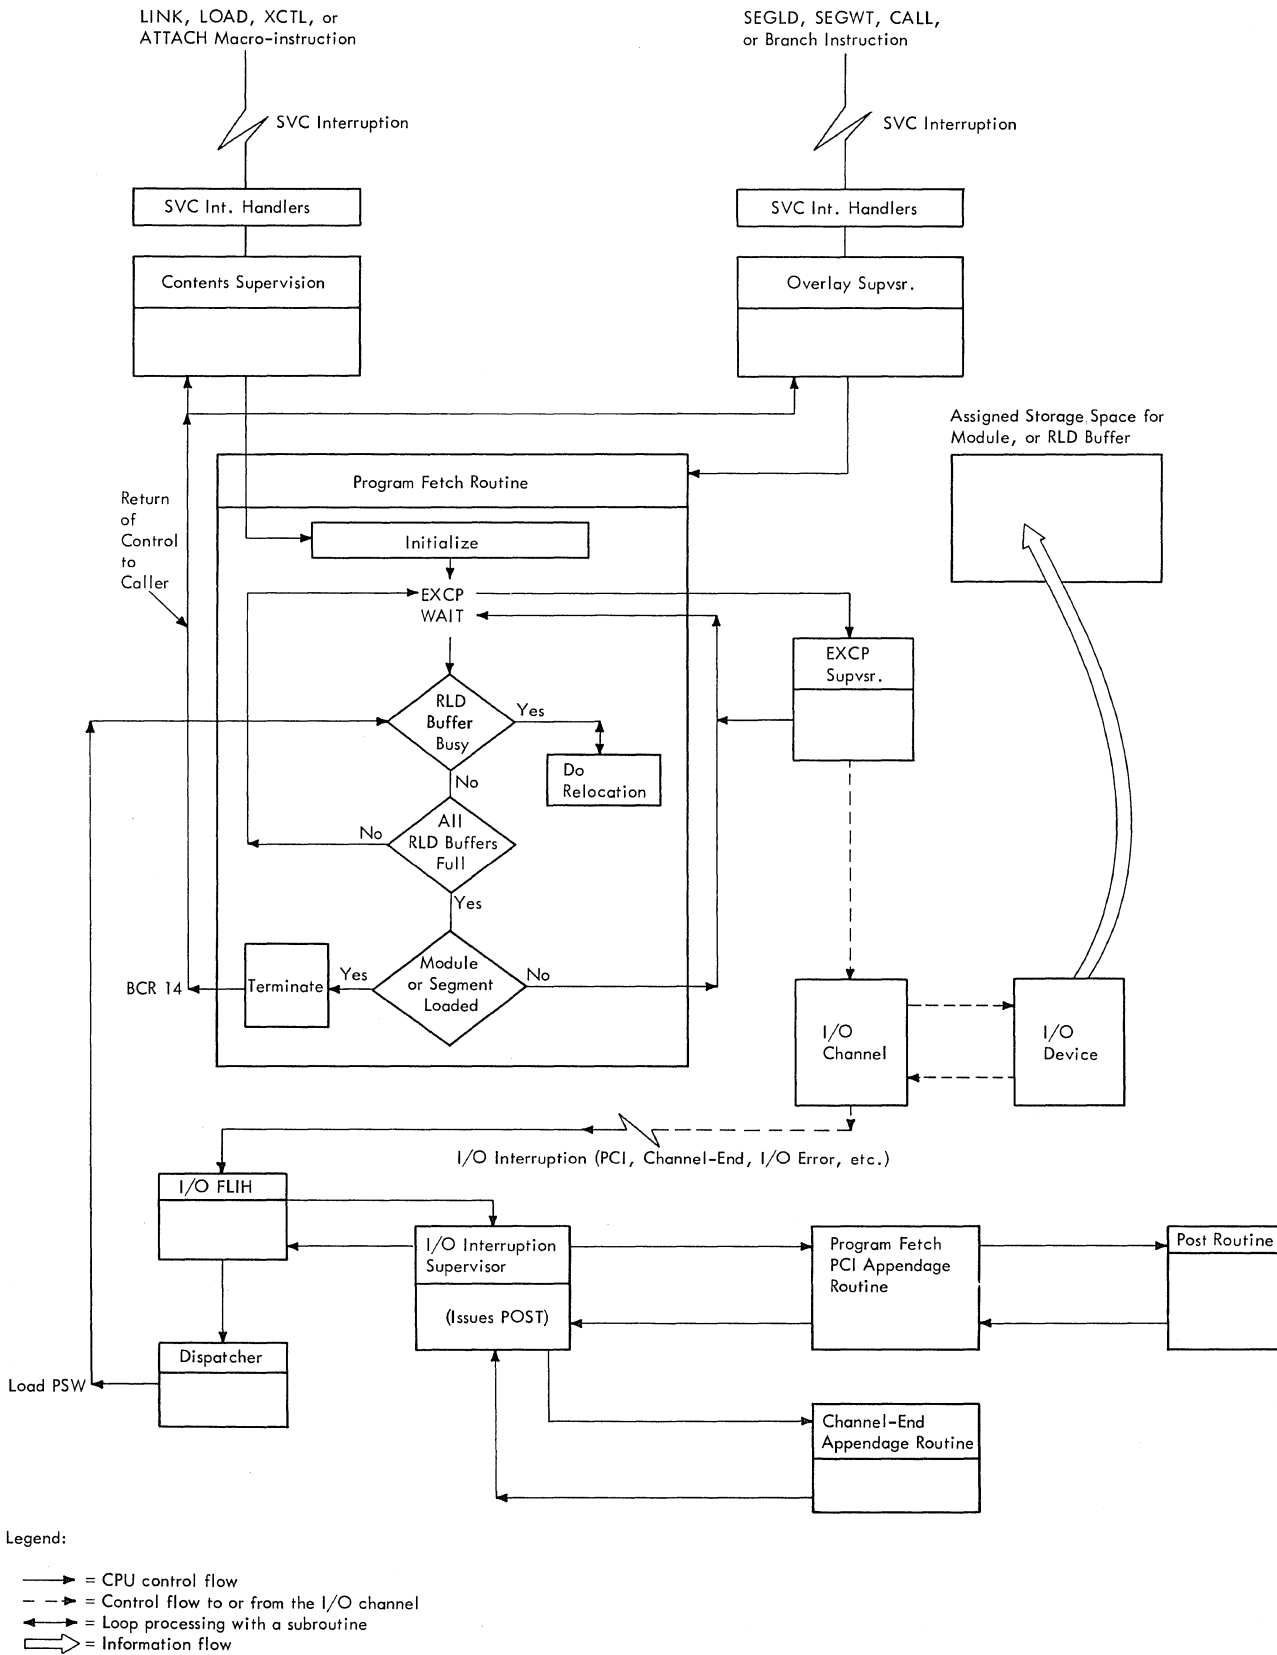 LINK, LOAD, XCTL, or
ATTACH Macro-instruction
SEGLD, SEGWT, CALL,
or Branch Instruction
SVC Interruption
SVC Interruption
SVC Int. Handlers
SVC Int. Handlers
Contents Supervision
Overlay Supvsr.
Assigned Storage Space for
Module, or RLD Buffer
Program Fetch Routine
Return
of
Control
to
Caller
Initialize
EXCP
WAIT
EXCP
Supvsr.
RLD
Buffer
Busy
Yes
Do
Relocation
No
All
RLD Buffers
Full
No
Yes
Module
or Segment
Loaded
Yes
No
Terminate
BCR 14
I/O
Channel
I/O
Device
I/O Interruption (PCI, Channel-End, I/O Error, etc.)
I/O FLIH
I/O Interruption
Supervisor
(Issues POST)
Program Fetch
PCI Appendage
Routine
Post Routine
Dispatcher
Load PSW
Channel-End
Appendage Routine
Legend:
= CPU control flow
= Control flow to or from the I/O channel
= Loop processing with a subroutine
= Information flow